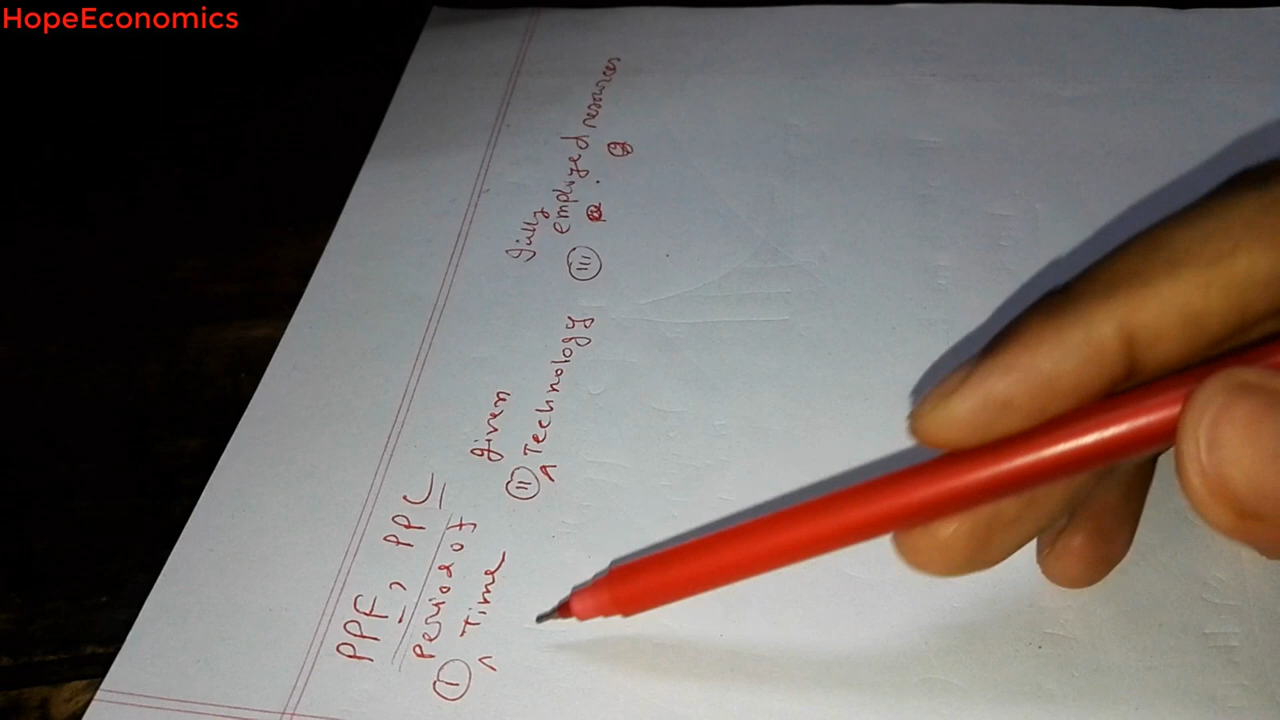 HopeEconomics
PPF, PPC
Period of given fully
(I) ^ Time (II) ^ Technology (III) employed resources